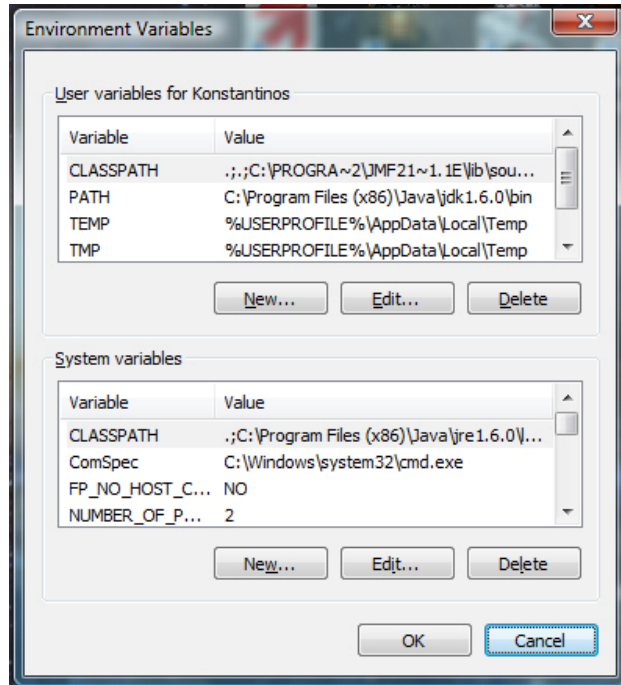 Environment Variables
User variables for Konstantinos
Variable Value
CLASSPATH .;.;C:\PROGRA~2\JMF21~1.1E\lib\sou...
PATH C:\Program Files (x86)\Java\jdk1.6.0\bin
TEMP %USERPROFILE%\AppData\Local\Temp
TMP %USERPROFILE%\AppData\Local\Temp
New... Edit... Delete
System variables
Variable Value
CLASSPATH .;C:\Program Files (x86)\Java\jre1.6.0\l...
ComSpec C:\Windows\system32\cmd.exe
FP_NO_HOST_C... NO
NUMBER_OF_P... 2
New... Edit... Delete
OK Cancel